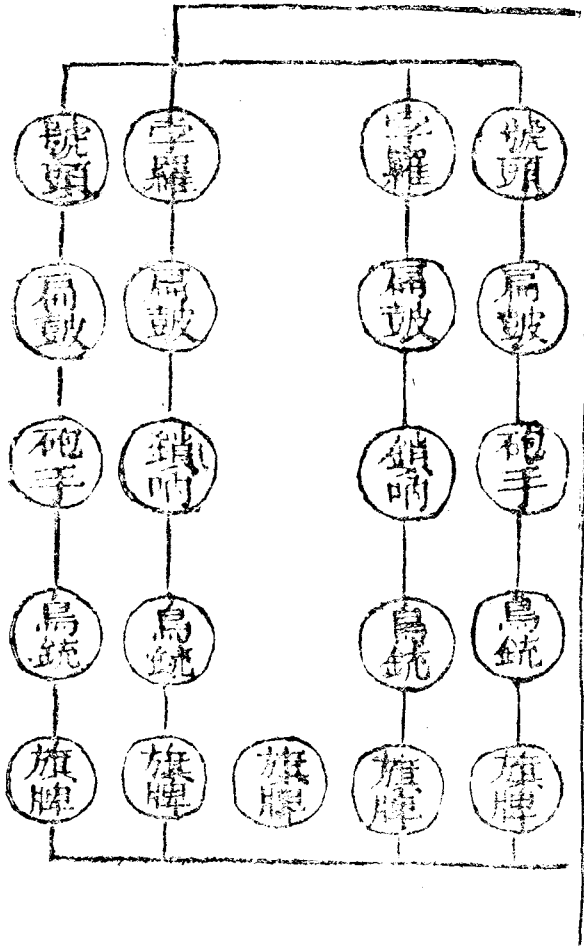 號頭 孛羅 孛羅 號頭
扁鼓 扁鼓 扁鼓 扁鼓
砲手 鎖吶 鎖吶 砲手
鳥銃 鳥銃 鳥銃 鳥銃
旗牌 旗牌 旗牌 旗牌 旗牌